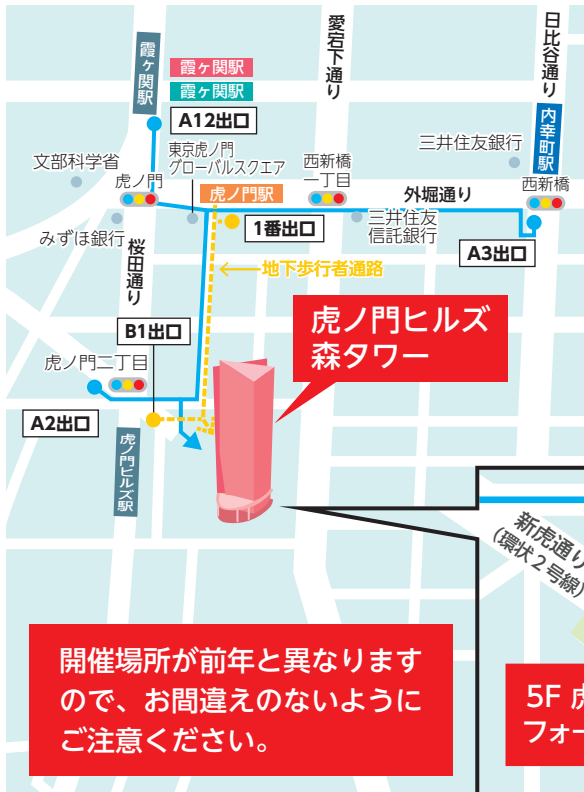 霞ヶ関駅
霞ヶ関駅
霞ヶ関駅
愛宕下通り
日比谷通り
内幸町駅
A12出口
東京虎ノ門
グローバルスクエア
文部科学省
虎ノ門
虎ノ門駅
西新橋
一丁目
三井住友銀行
西新橋
外堀通り
みずほ銀行
桜田通り
1番出口
三井住友
信託銀行
A3出口
地下歩行者通路
B1出口
虎ノ門ヒルズ
森タワー
虎ノ門二丁目
A2出口
虎ノ門ヒルズ駅
新虎通り
(環状2号線)
開催場所が前年と異なります
ので、お間違えのないように
ご注意ください。
5F 虎
フォー